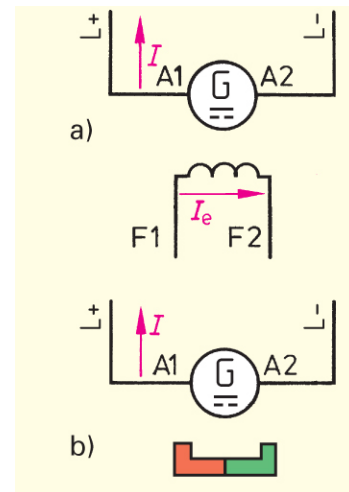 L+ L-
I
A1 G A2
a)
Ie
F1 F2
L+ L-
I
A1 G A2
b)